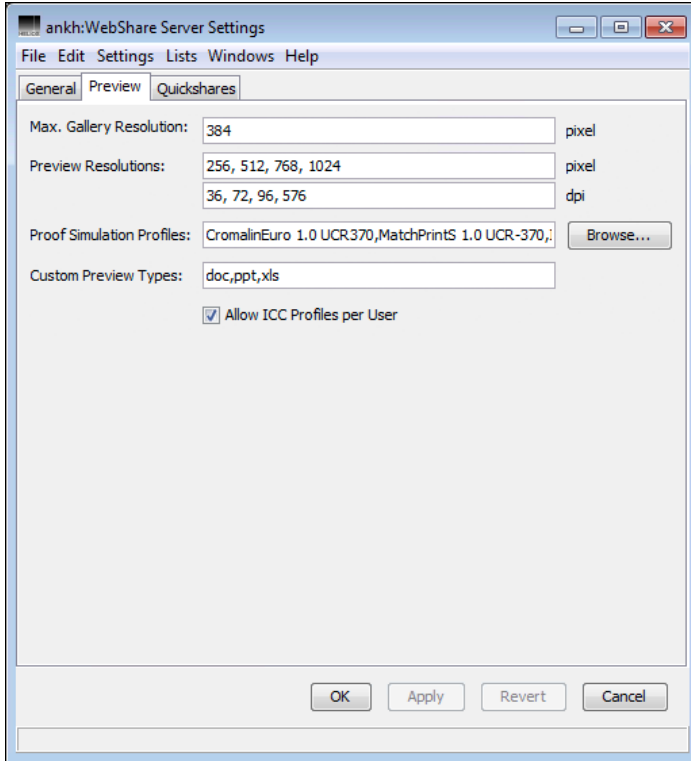 ankh:WebShare Server Settings
File Edit Settings Lists Windows Help
General Preview Quickshares
Max. Gallery Resolution: 384 pixel
Preview Resolutions: 256, 512, 768, 1024 pixel
36, 72, 96, 576 dpi
Proof Simulation Profiles: CromalinEuro 1.0 UCR370,MatchPrintS 1.0 UCR-370, Browse...
Custom Preview Types: doc,ppt,xls
Allow ICC Profiles per User
OK Apply Revert Cancel